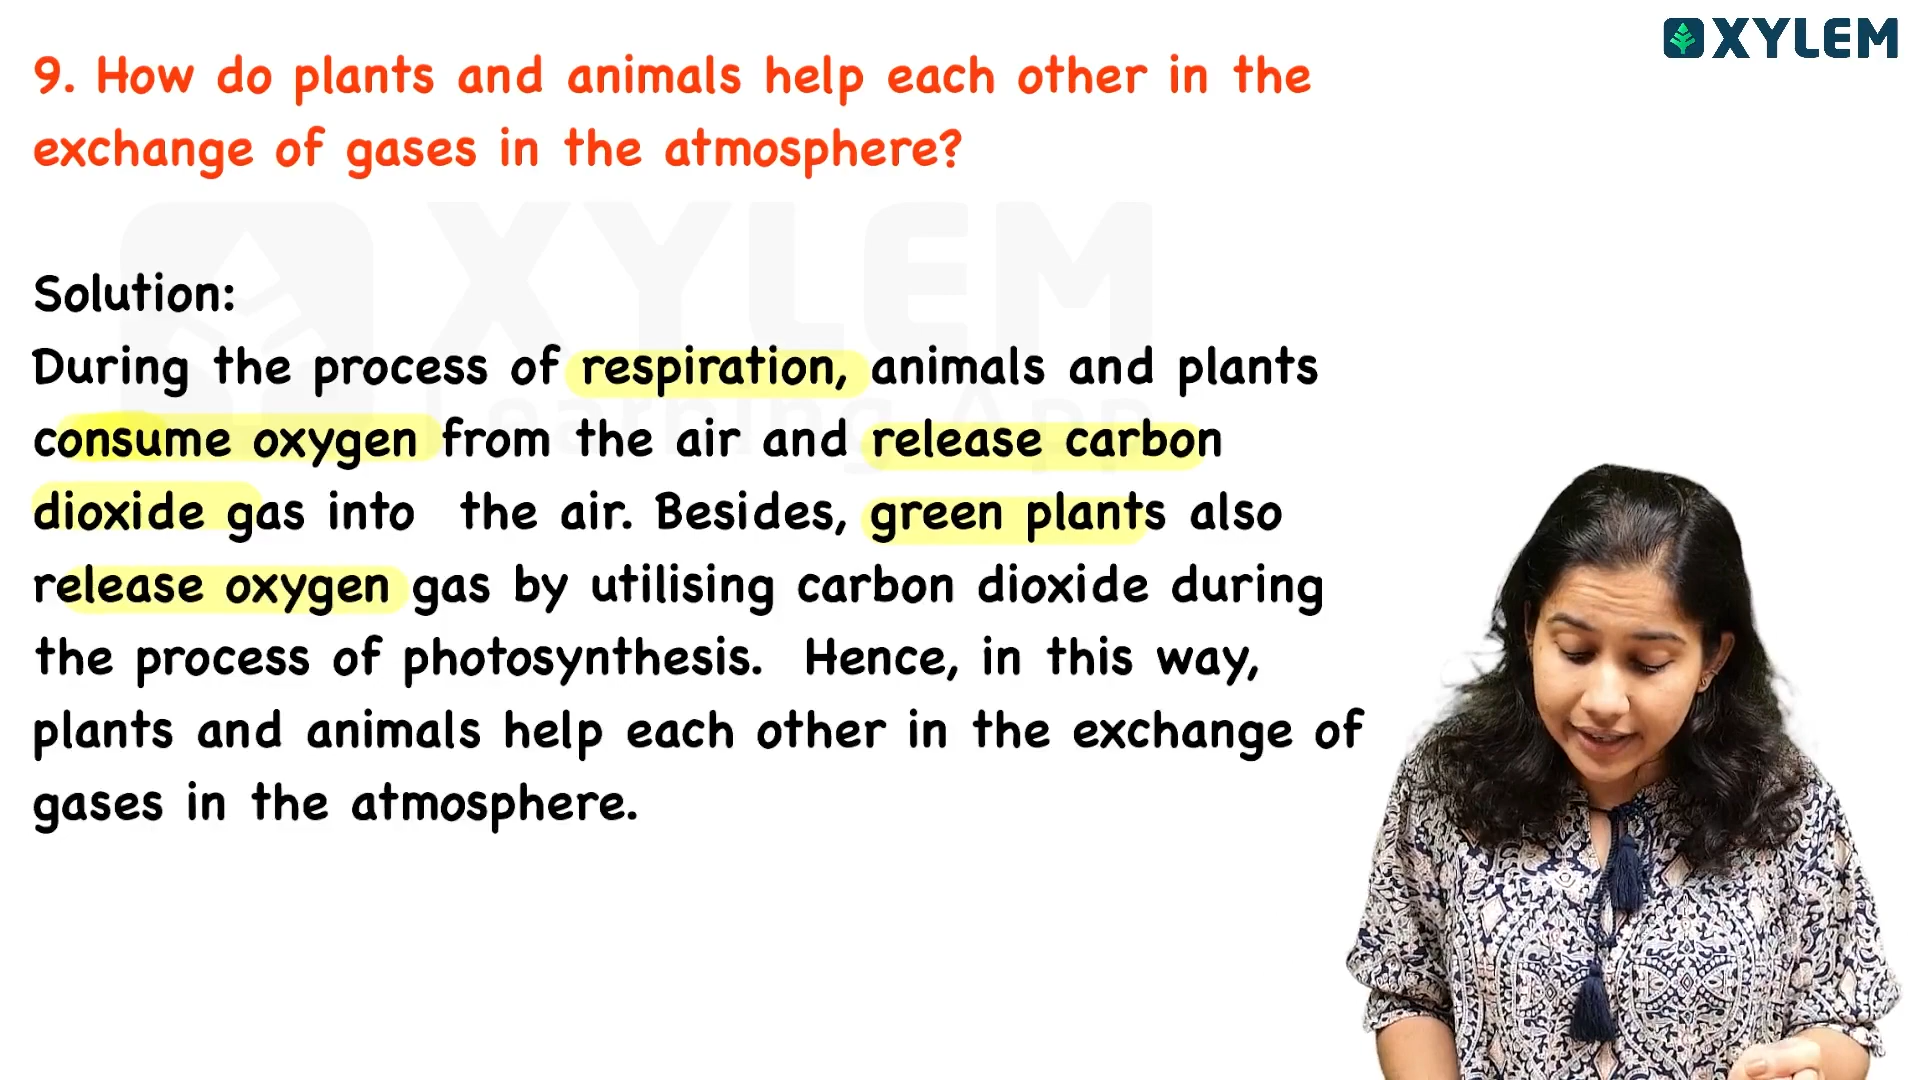 XYLEM
9. How do plants and animals help each other in the
exchange of gases in the atmosphere?
XYLEM
Learning App
Solution:
During the process of respiration, animals and plants
consume oxygen from the air and release carbon
dioxide gas into the air. Besides, green plants also
release oxygen gas by utilising carbon dioxide during
the process of photosynthesis. Hence, in this way,
plants and animals help each other in the exchange of
gases in the atmosphere.